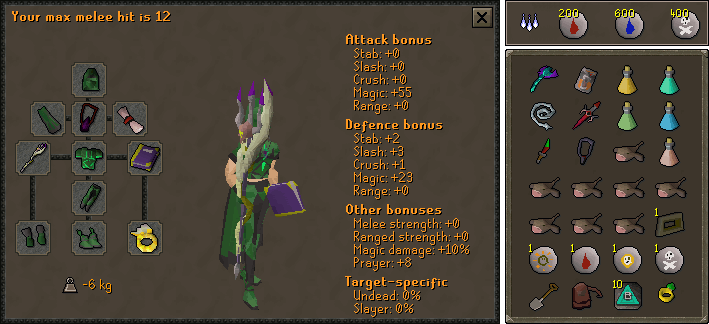 Your max melee hit is 12
Attack bonus
Stab: +0
Slash: +0
Crush: +0
Magic: +55
Range: +0
Defence bonus
Stab: +2
Slash: +3
Crush: +1
Magic: +23
Range: +0
Other bonuses
Melee strength: +0
Ranged strength: +0
Magic damage: +10%
Prayer: +8
Target-specific
Undead: 0%
Slayer: 0%
-6 kg
200 600 400
1
1 1 1 1
10
B